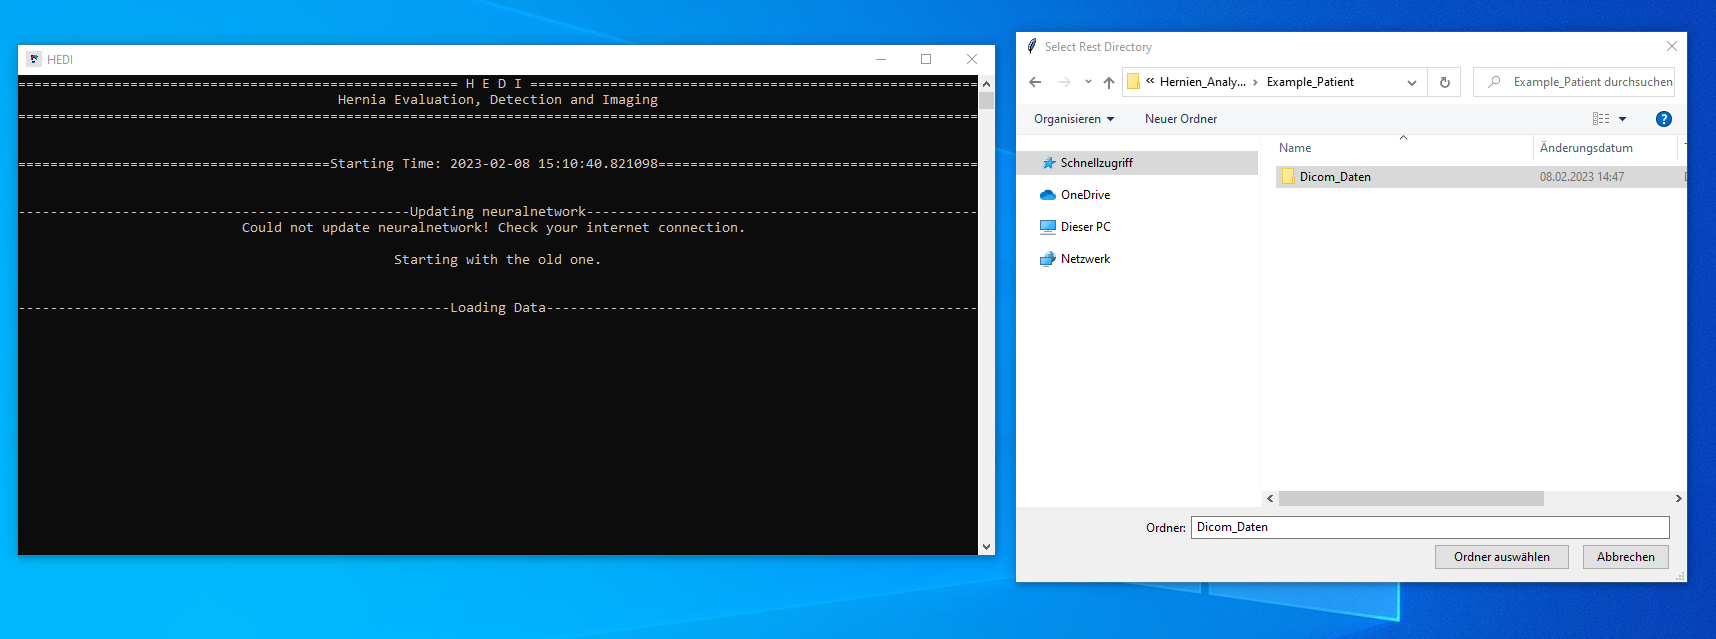 HEDI
======================================================= H E D I ========================================================
Hernia Evaluation, Detection and Imaging
========================================================================================================================
=======================================Starting Time: 2023-02-08 15:10:40.821098========================================
-------------------------------------------------Updating neuralnetwork-------------------------------------------------
Could not update neuralnetwork! Check your internet connection.
Starting with the old one.
------------------------------------------------------Loading Data------------------------------------------------------
Select Rest Directory
« Hernien_Analy... › Example_Patient
Example_Patient durchsuchen
Organisieren
Neuer Ordner
?
Name
Änderungsdatum
Schnellzugriff
Dicom_Daten
08.02.2023 14:47
OneDrive
Dieser PC
Netzwerk
Ordner: Dicom_Daten
Ordner auswählen
Abbrechen